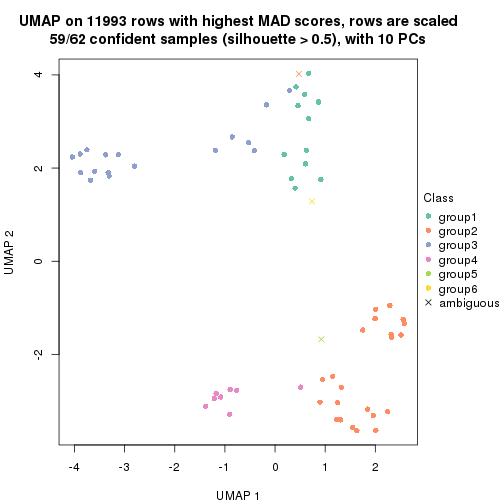 UMAP on 11993 rows with highest MAD scores, rows are scaled
59/62 confident samples (silhouette > 0.5), with 10 PCs
4
2
0
-2
UMAP 2
-4
-3
-2
-1
0
1
2
UMAP 1
Class
group1
group2
group3
group4
group5
group6
ambiguous